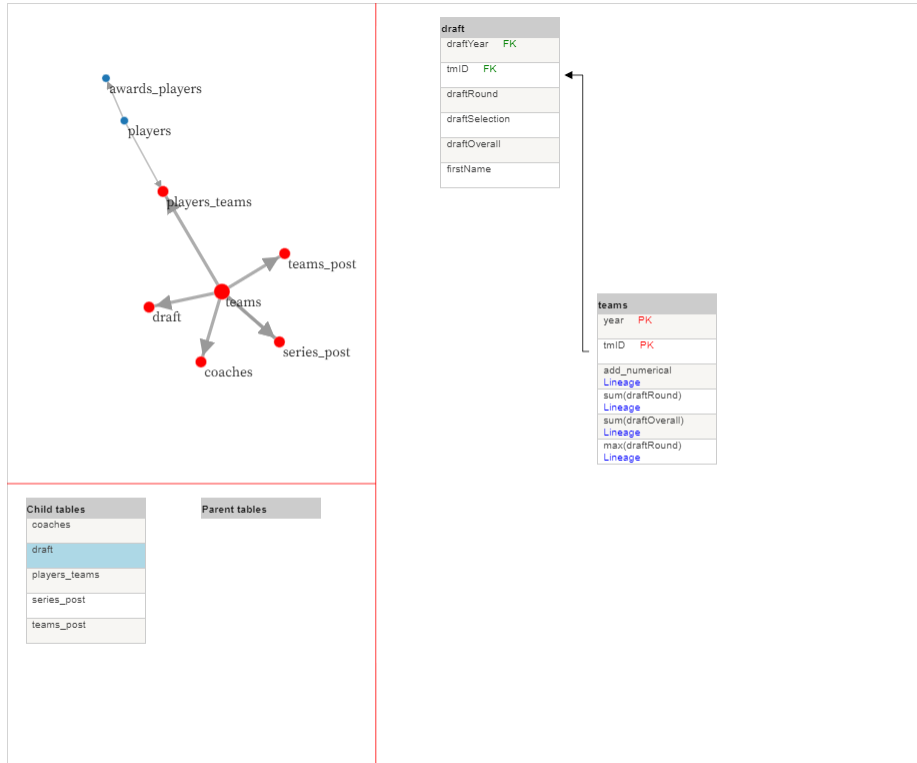 awards_players
players
players_teams
teams_post
teams
draft
series_post
coaches
Child tables
coaches
draft
players_teams
series_post
teams_post
Parent tables
draft
draftYear FK
tmID FK
draftRound
draftSelection
draftOverall
firstName
teams
year PK
tmID PK
add_numerical
Lineage
sum(draftRound)
Lineage
sum(draftOverall)
Lineage
max(draftRound)
Lineage